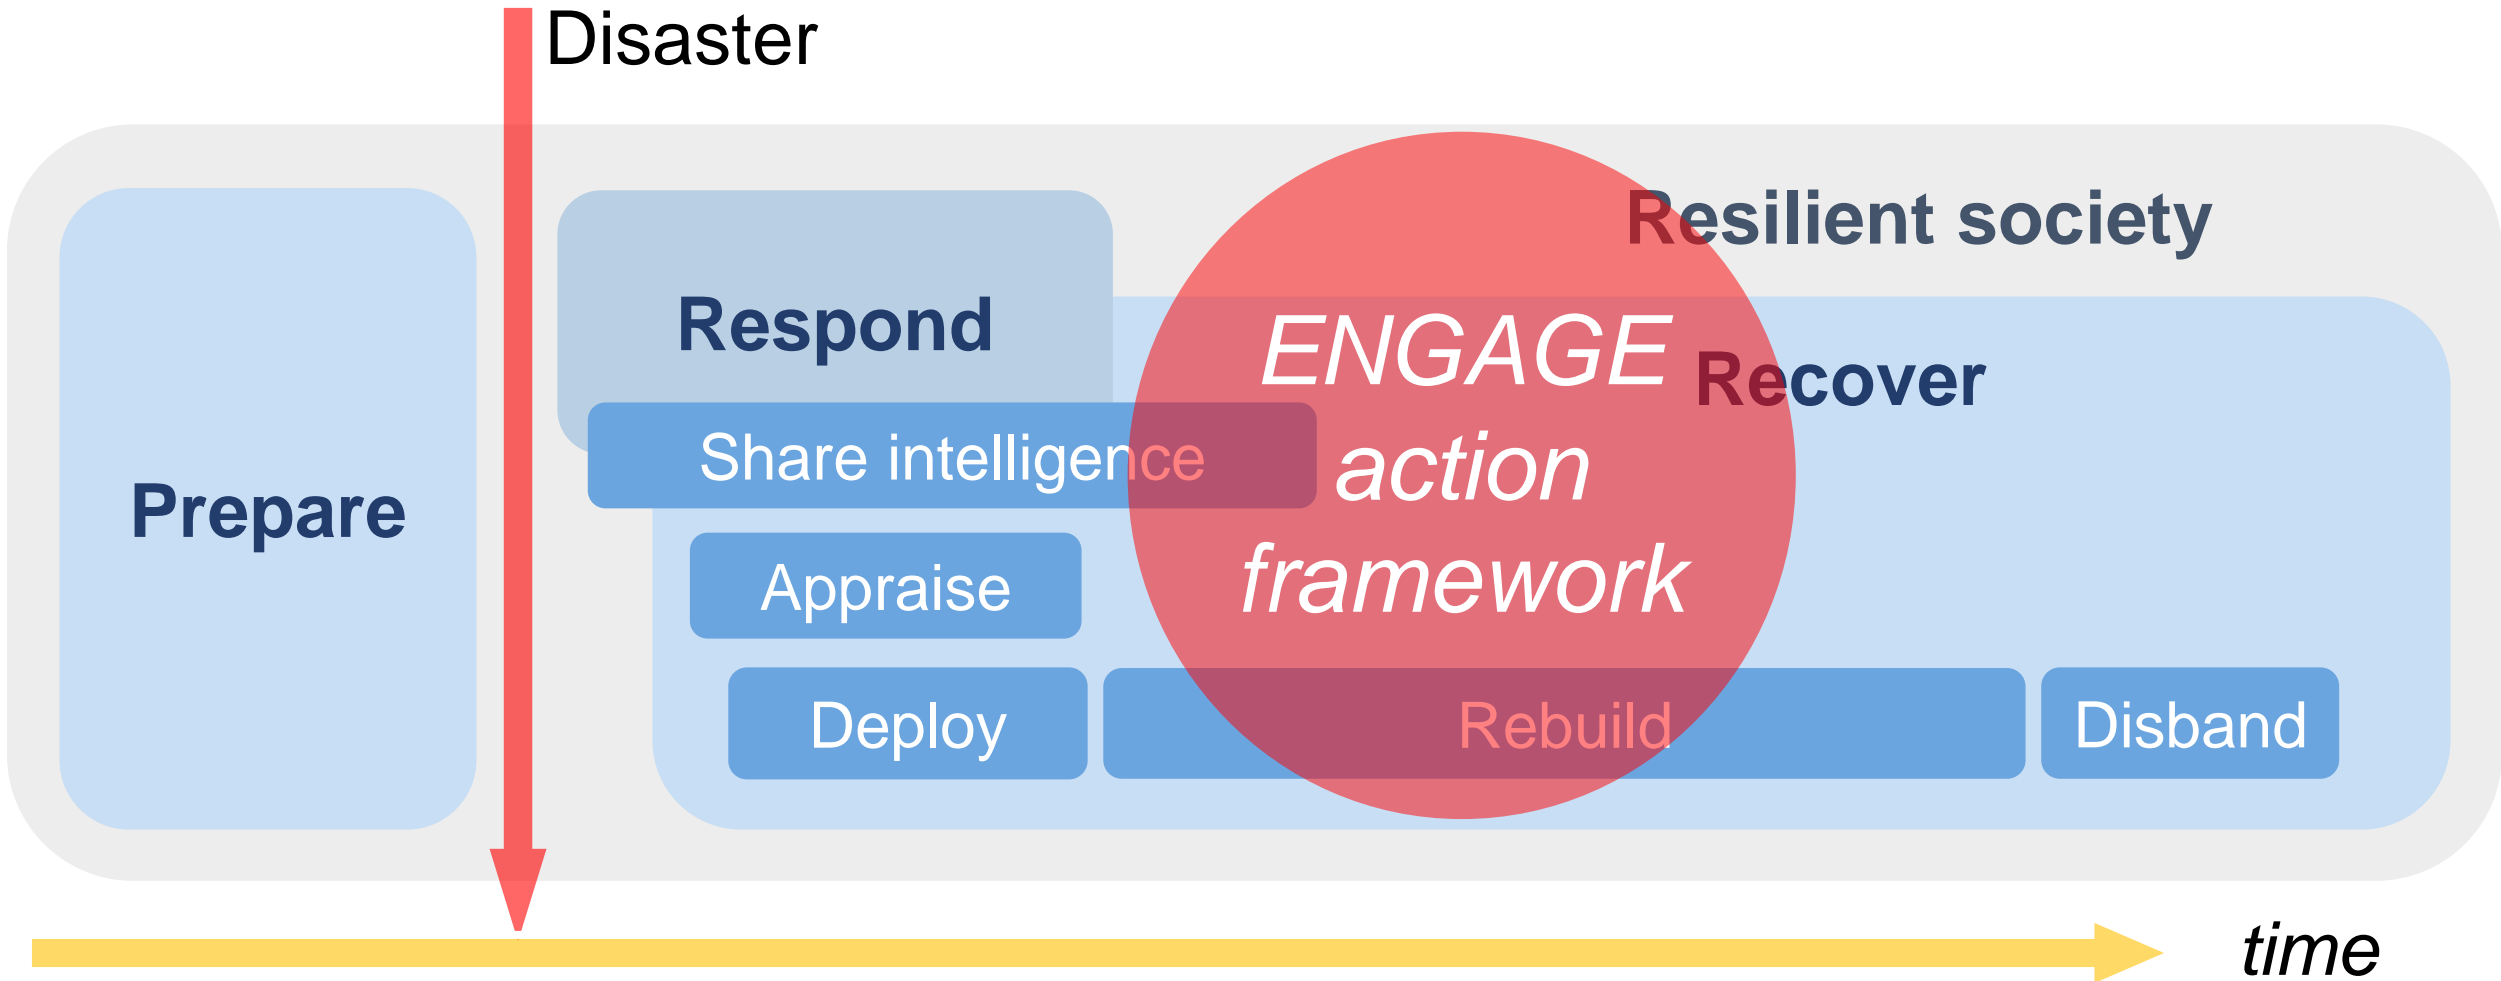 Disaster
Resilient society
Respond
ENGAGE
action
framework
Recover
Share intelligence
Prepare
Appraise
Deploy
Rebuild
Disband
time